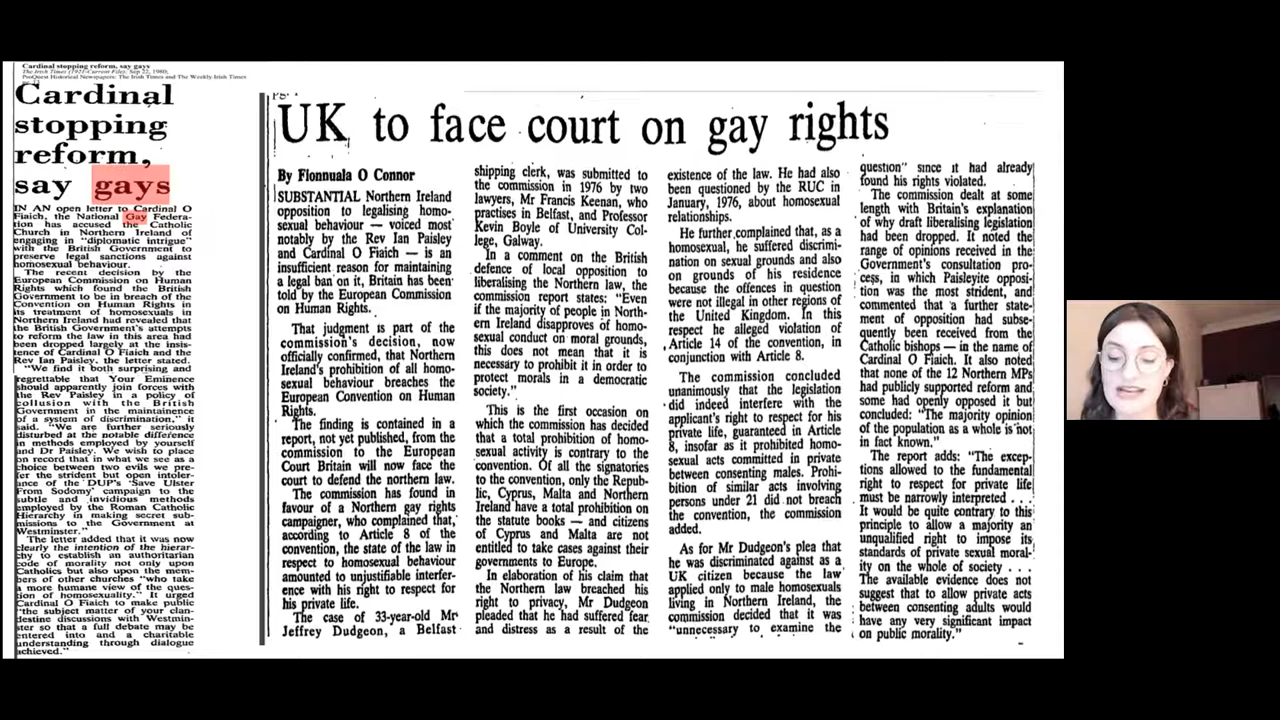 Cardinal stopping reform, say gays
The Irish Times (1921-Current File); Sep 22, 1980;
ProQuest Historical Newspapers: The Irish Times and The Weekly Irish Times
Cardinal
stopping
reform,
say gays
IN AN open letter to Cardinal O
Fiaich, the National Gay Federa-
tion has accused the Catholic
Church in Northern Ireland of
engaging in "diplomatic intrigue"
with the British Government to
preserve legal sanctions against
homosexual behaviour.
The recent decision by the
European Commission on Human
Rights which found the British
Government to be in breach of the
Convention on Human Rights in
its treatment of homosexuals in
Northern Ireland had revealed that
the British Government's attempts
to reform the law in this area had
been dropped largely at the insis-
tence of Cardinal O Fiaich and the
Rev Ian Paisley, the letter stated.
"We find it both surprising and
regrettable that Your Eminence
should apparently join forces with
the Rev Paisley in a policy of
collusion with the British
Government in the maintainence
of a system of discrimination," it
said. "We are further seriously
disturbed at the notable difference
in methods employed by yourself
and Dr Paisley. We wish to place
on record that in what we see as a
choice between two evils we pre-
fer the strident but open intoler-
ance of the DUP's 'Save Ulster
From Sodomy' campaign to the
subtle and invidious methods
employed by the Roman Catholic
Hierarchy in making secret sub-
missions to the Government at
Westminster."
The letter added that it was now
clearly the intention of the hierar-
chy to establish an authoritarian
code of morality not only upon
Catholics but also upon the mem-
bers of other churches "who take
a more humane view of the ques-
tion of homosexuality." It urged
Cardinal O Fiaich to make public
"the subject matter of your clan-
destine discussions with Westmin-
ster so that a full debate may be
entered into and a charitable
understanding through dialogue
achieved."
pg. 1
UK to face court on gay rights
By Fionnuala O Connor
SUBSTANTIAL Northern Ireland
opposition to legalising homo-
sexual behaviour — voiced most
notably by the Rev Ian Paisley
and Cardinal O Fiaich — is an
insufficient reason for maintaining
a legal ban on it, Britain has been
told by the European Commission
on Human Rights.
That judgment is part of the
commission's decision, now
officially confirmed, that Northern
Ireland's prohibition of all homo-
sexual behaviour breaches the
European Convention on Human
Rights.
The finding is contained in a
report, not yet published, from the
commission to the European
Court Britain will now face the
court to defend the northern law.
The commission has found in
favour of a Northern gay rights
campaigner, who complained that,
according to Article 8 of the
convention, the state of the law in
respect to homosexual behaviour
amounted to unjustifiable interfer-
ence with his right to respect for
his private life.
The case of 33-year-old Mr
Jeffrey Dudgeon, a Belfast
shipping clerk, was submitted to
the commission in 1976 by two
lawyers, Mr Francis Keenan, who
practises in Belfast, and Professor
Kevin Boyle of University Col-
lege, Galway.
In a comment on the British
defence of local opposition to
liberalising the Northern law, the
commission report states: "Even
if the majority of people in North-
ern Ireland disapproves of homo-
sexual conduct on moral grounds,
this does not mean that it is
necessary to prohibit it in order to
protect morals in a democratic
society."
This is the first occasion on
which the commission has decided
that a total prohibition of homo-
sexual activity is contrary to the
convention. Of all the signatories
to the convention, only the Repub-
lic, Cyprus, Malta and Northern
Ireland have a total prohibition on
the statute books — and citizens
of Cyprus and Malta are not
entitled to take cases against their
governments to Europe.
In elaboration of his claim that
the Northern law breached his
right to privacy, Mr Dudgeon
pleaded that he had suffered fear
and distress as a result of the
existence of the law. He had also
been questioned by the RUC in
January, 1976, about homosexual
relationships.
He further complained that, as a
homosexual, he suffered discrimi-
nation on sexual grounds and also
on grounds of his residence
because the offences in question
were not illegal in other regions of
the United Kingdom. In this
respect he alleged violation of
Article 14 of the convention, in
conjunction with Article 8.
The commission concluded
unanimously that the legislation
did indeed interfere with the
applicant's right to respect for his
private life, guaranteed in Article
8, insofar as it prohibited homo-
sexual acts committed in private
between consenting males. Prohi-
bition of similar acts involving
persons under 21 did not breach
the convention, the commission
added.
As for Mr Dudgeon's plea that
he was discriminated against as a
UK citizen because the law
applied only to male homosexuals
living in Northern Ireland, the
commission decided that it was
"unnecessary to examine the
question" since it had already
found his rights violated.
The commission dealt at some
length with Britain's explanation
of why draft liberalising legislation
had been dropped. It noted the
range of opinions received in the
Government's consultation pro-
cess, in which Paisleyite opposi-
tion was the most strident, and
commented that a further state-
ment of opposition had subse-
quently been received from the
Catholic bishops — in the name of
Cardinal O Fiaich. It also noted
that none of the 12 Northern MPs
had publicly supported reform and
some had openly opposed it but
concluded: "The majority opinion
of the population as a whole is not
in fact known."
The report adds: "The excep-
tions allowed to the fundamental
right to respect for private life
must be narrowly interpreted . . .
It would be quite contrary to this
principle to allow a majority an
unqualified right to impose its
standards of private sexual moral-
ity on the whole of society . . .
The available evidence does not
suggest that to allow private acts
between consenting adults would
have any very significant impact
on public morality."